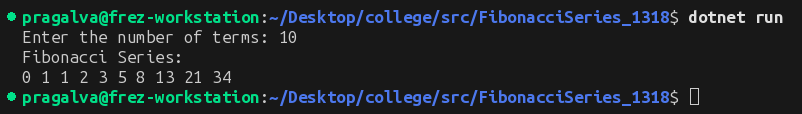 pragalva@frez-workstation:~/Desktop/college/src/FibonacciSeries_1318$ dotnet run
Enter the number of terms: 10
Fibonacci Series:
0 1 1 2 3 5 8 13 21 34
pragalva@frez-workstation:~/Desktop/college/src/FibonacciSeries_1318$